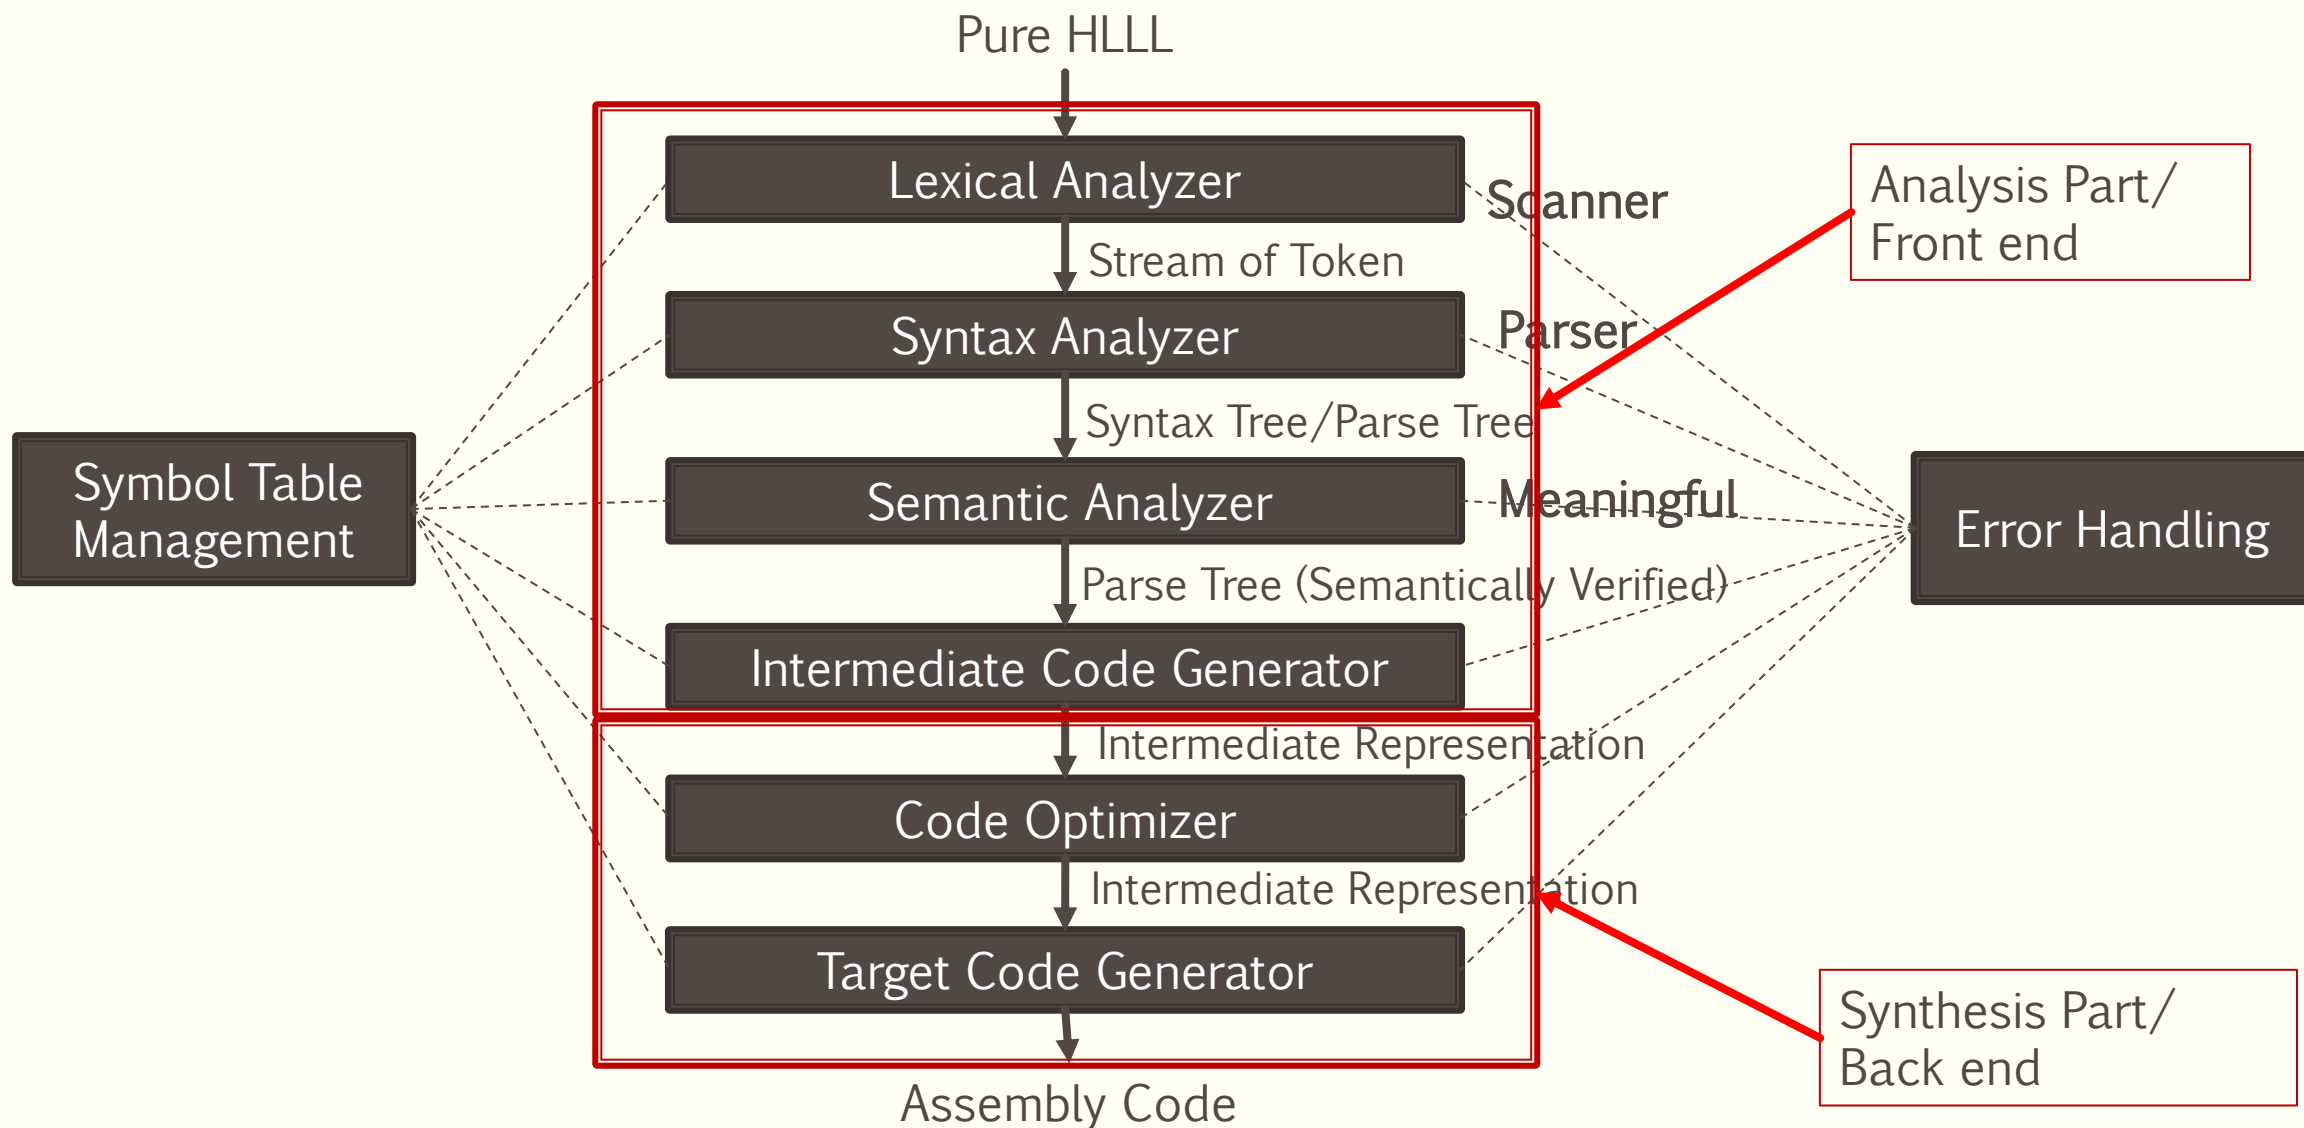 Pure HLLL
Lexical Analyzer
Scanner
Analysis Part/
Front end
Stream of Token
Syntax Analyzer
Parser
Syntax Tree/Parse Tree
Symbol Table
Management
Semantic Analyzer
Meaningful
Error Handling
Parse Tree (Semantically Verified)
Intermediate Code Generator
Intermediate Representation
Code Optimizer
Intermediate Representation
Target Code Generator
Synthesis Part/
Back end
Assembly Code